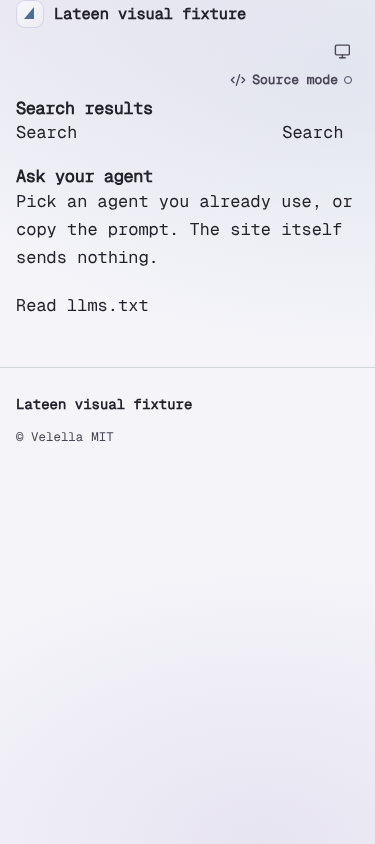 Lateen visual fixture
</> Source mode
Search results
Search Search
Ask your agent
Pick an agent you already use, or
copy the prompt. The site itself
sends nothing.
Read llms.txt
Lateen visual fixture
© Velella MIT